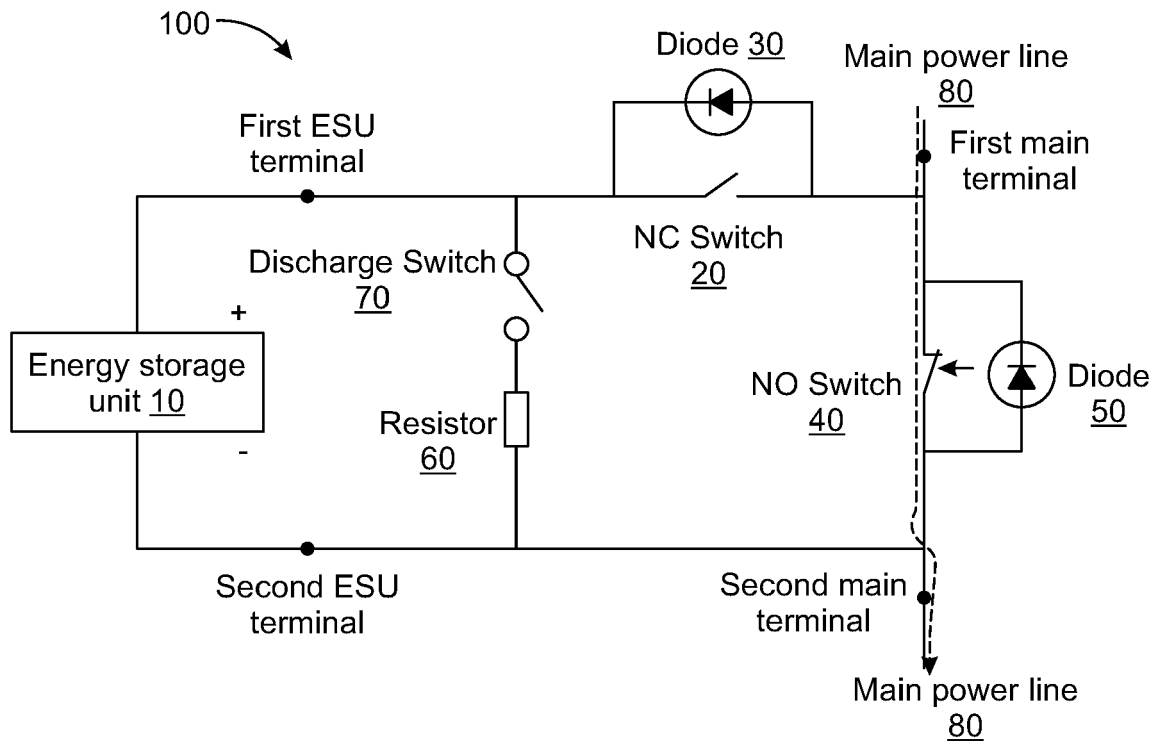 100
Diode 30
Main power line
80
First ESU
terminal
First main
terminal
NC Switch
20
Discharge Switch
70
+
Energy storage
unit 10
-
NO Switch
40
Diode
50
Resistor
60
Second ESU
terminal
Second main
terminal
Main power line
80